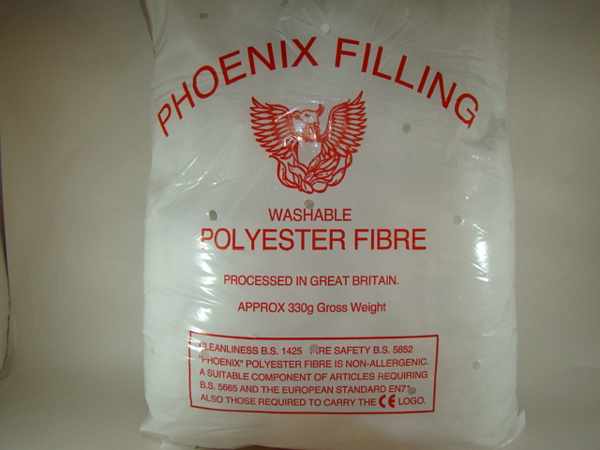 PHOENIX FILLING
WASHABLE
POLYESTER FIBRE
PROCESSED IN GREAT BRITAIN.
APPROX 330g Gross Weight
CLEANLINESS B.S. 1425 FIRE SAFETY B.S. 5852
"PHOENIX" POLYESTER FIBRE IS NON-ALLERGENIC.
A SUITABLE COMPONENT OF ARTICLES REQUIRING
B.S. 5665 AND THE EUROPEAN STANDARD EN71
ALSO THOSE REQUIRED TO CARRY THE CE LOGO.